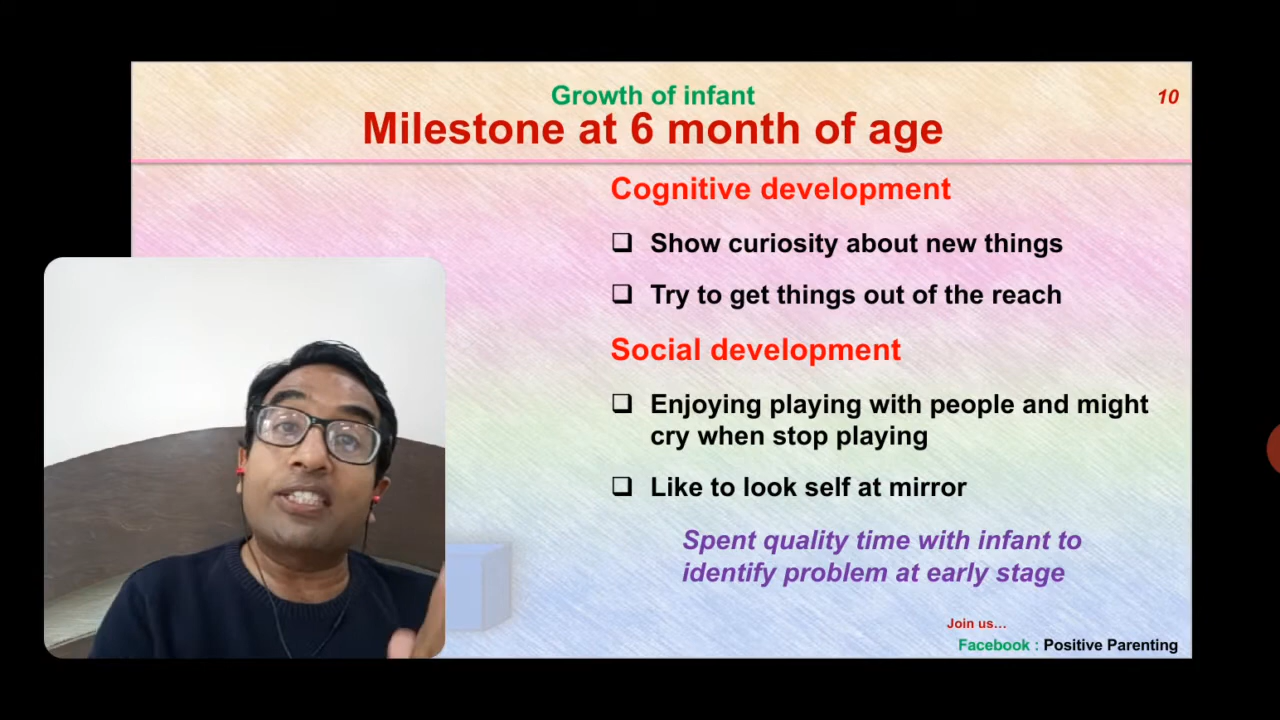 Growth of infant
10
Milestone at 6 month of age
Cognitive development
Show curiosity about new things
Try to get things out of the reach
Social development
Enjoying playing with people and might
cry when stop playing
Like to look self at mirror
Spent quality time with infant to
identify problem at early stage
Join us...
Facebook : Positive Parenting